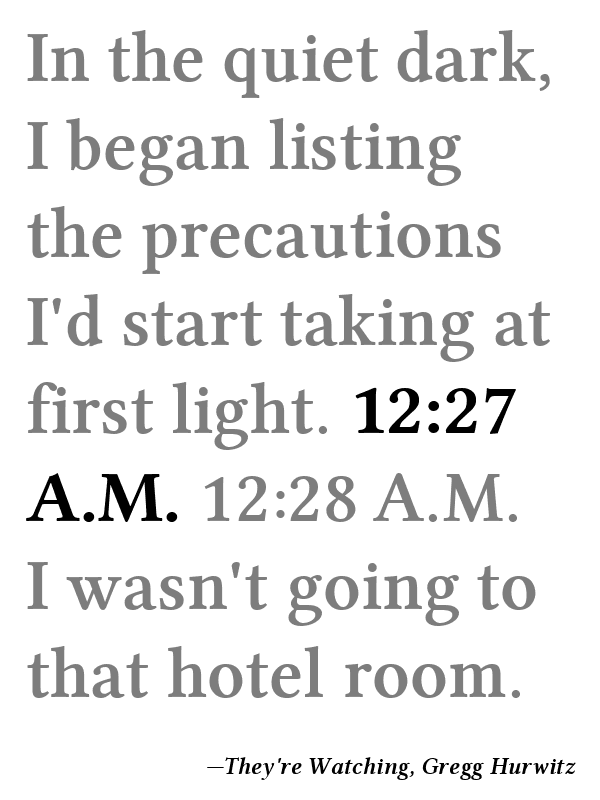 In the quiet dark,
I began listing
the precautions
I'd start taking at
first light. 12:27
A.M. 12:28 A.M.
I wasn't going to
that hotel room.
—They're Watching, Gregg Hurwitz